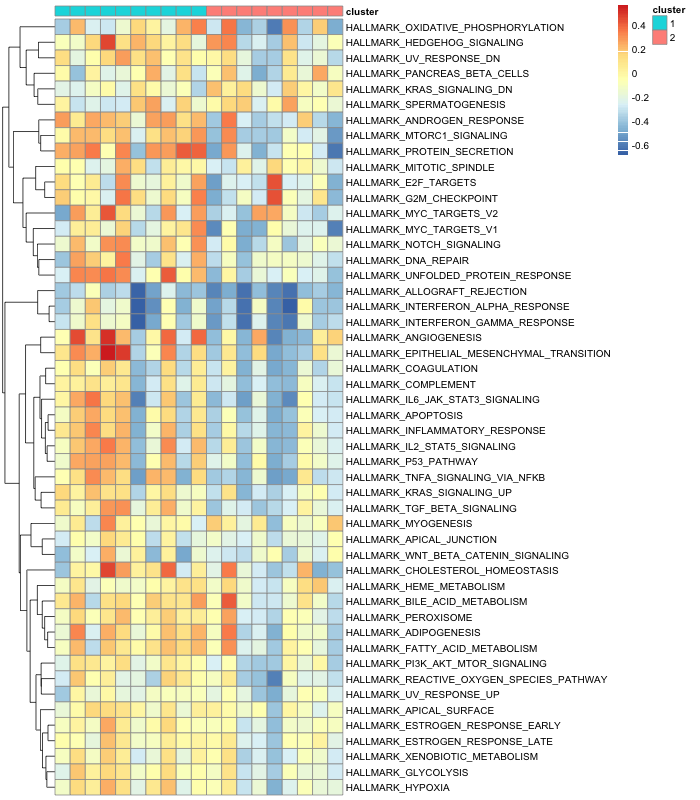 cluster
HALLMARK_OXIDATIVE_PHOSPHORYLATION
HALLMARK_HEDGEHOG_SIGNALING
HALLMARK_UV_RESPONSE_DN
HALLMARK_PANCREAS_BETA_CELLS
HALLMARK_KRAS_SIGNALING_DN
HALLMARK_SPERMATOGENESIS
HALLMARK_ANDROGEN_RESPONSE
HALLMARK_MTORC1_SIGNALING
HALLMARK_PROTEIN_SECRETION
HALLMARK_MITOTIC_SPINDLE
HALLMARK_E2F_TARGETS
HALLMARK_G2M_CHECKPOINT
HALLMARK_MYC_TARGETS_V2
HALLMARK_MYC_TARGETS_V1
HALLMARK_NOTCH_SIGNALING
HALLMARK_DNA_REPAIR
HALLMARK_UNFOLDED_PROTEIN_RESPONSE
HALLMARK_ALLOGRAFT_REJECTION
HALLMARK_INTERFERON_ALPHA_RESPONSE
HALLMARK_INTERFERON_GAMMA_RESPONSE
HALLMARK_ANGIOGENESIS
HALLMARK_EPITHELIAL_MESENCHYMAL_TRANSITION
HALLMARK_COAGULATION
HALLMARK_COMPLEMENT
HALLMARK_IL6_JAK_STAT3_SIGNALING
HALLMARK_APOPTOSIS
HALLMARK_INFLAMMATORY_RESPONSE
HALLMARK_IL2_STAT5_SIGNALING
HALLMARK_P53_PATHWAY
HALLMARK_TNFA_SIGNALING_VIA_NFKB
HALLMARK_KRAS_SIGNALING_UP
HALLMARK_TGF_BETA_SIGNALING
HALLMARK_MYOGENESIS
HALLMARK_APICAL_JUNCTION
HALLMARK_WNT_BETA_CATENIN_SIGNALING
HALLMARK_CHOLESTEROL_HOMEOSTASIS
HALLMARK_HEME_METABOLISM
HALLMARK_BILE_ACID_METABOLISM
HALLMARK_PEROXISOME
HALLMARK_ADIPOGENESIS
HALLMARK_FATTY_ACID_METABOLISM
HALLMARK_PI3K_AKT_MTOR_SIGNALING
HALLMARK_REACTIVE_OXYGEN_SPECIES_PATHWAY
HALLMARK_UV_RESPONSE_UP
HALLMARK_APICAL_SURFACE
HALLMARK_ESTROGEN_RESPONSE_EARLY
HALLMARK_ESTROGEN_RESPONSE_LATE
HALLMARK_XENOBIOTIC_METABOLISM
HALLMARK_GLYCOLYSIS
HALLMARK_HYPOXIA
0.4
0.2
0
-0.2
-0.4
-0.6
cluster
1
2